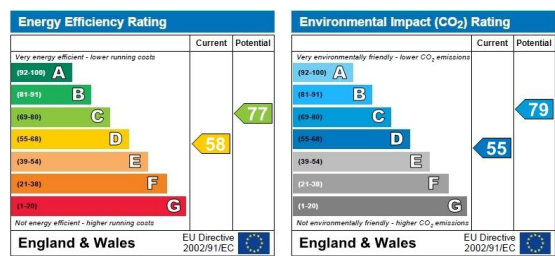 Energy Efficiency Rating
Current Potential
Very energy efficient - lower running costs
(92-100) A
(81-91) B
(69-80) C
77
(55-68) D
58
(39-54) E
(21-38) F
(1-20) G
Not energy efficient - higher running costs
England & Wales
EU Directive
2002/91/EC
Environmental Impact (CO₂) Rating
Current Potential
Very environmentally friendly - lower CO₂ emissions
(92-100) A
(81-91) B
(69-80) C
79
(55-68) D
55
(39-54) E
(21-38) F
(1-20) G
Not environmentally friendly - higher CO₂ emissions
England & Wales
EU Directive
2002/91/EC